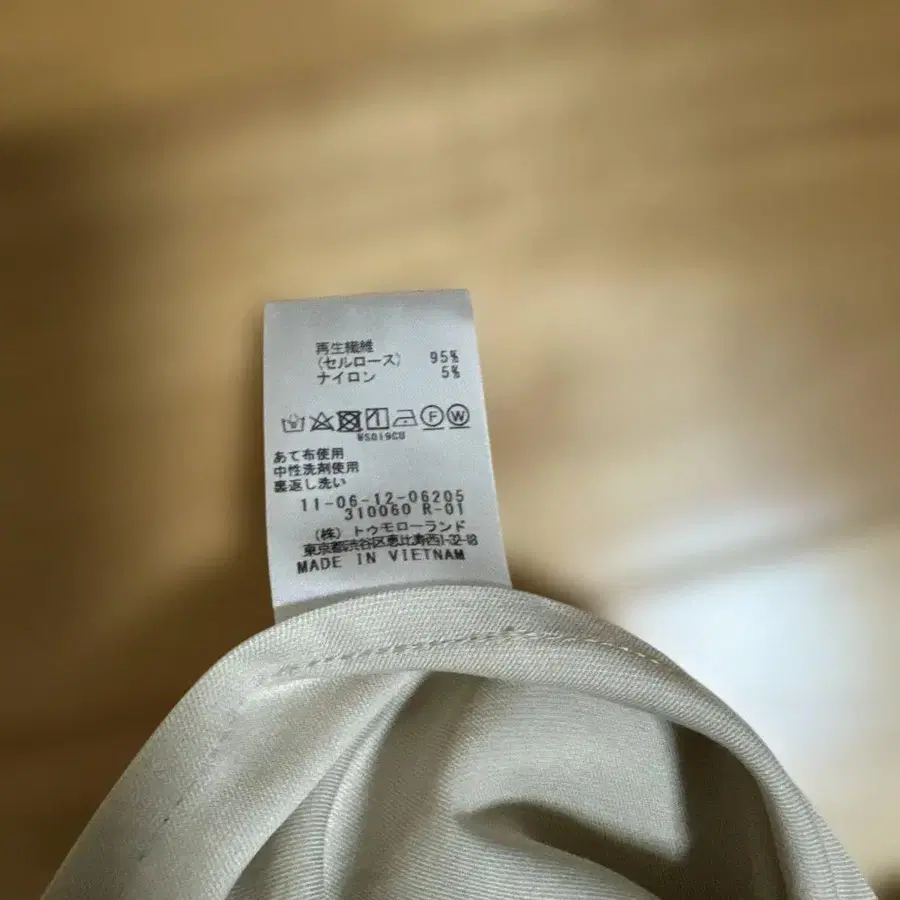 再生繊維
(セルロース) 95%
ナイロン 5%
F W
WS019CU
あて布使用
中性洗剤使用
裏返し洗い
11-06-12-06205
310060 R-01
(株) トゥモローランド
東京都渋谷区恵比寿西1-32-18
MADE IN VIETNAM